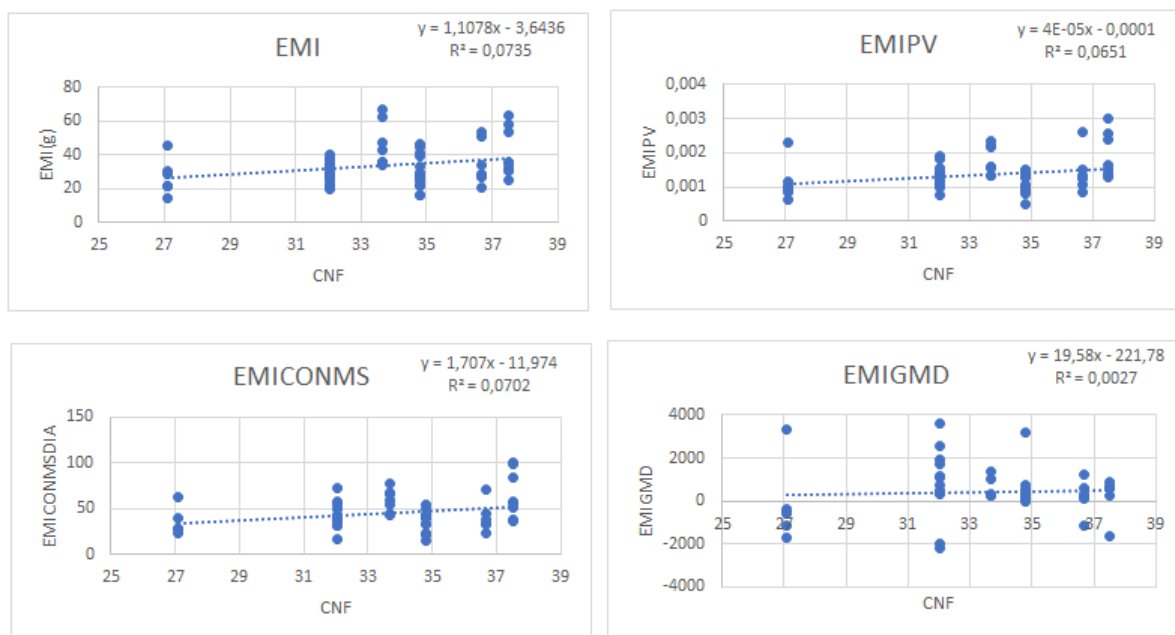 EMI
y = 1,1078x - 3,6436
R² = 0,0735
80
60
40
20
0
EMI(g)
25 27 29 31 33 35 37 39
CNF
EMIPV
y = 4E-05x - 0,0001
R² = 0,0651
0,004
0,003
0,002
0,001
0
EMIPV
25 27 29 31 33 35 37 39
CNF
EMICONMS
y = 1,707x - 11,974
R² = 0,0702
150
100
50
0
EMICONMSDIA
25 27 29 31 33 35 37 39
CNF
EMIGMD
y = 19,58x - 221,78
R² = 0,0027
4000
2000
0
-2000
-4000
EMIGMD
25 27 29 31 33 35 37 39
CNF